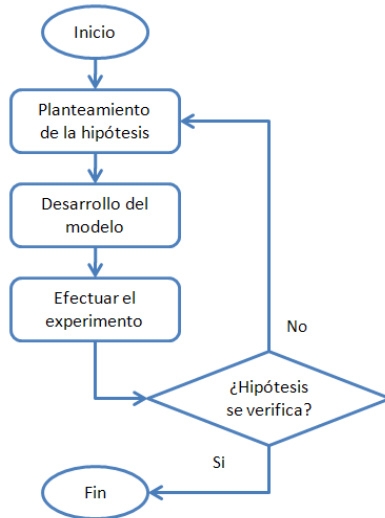 Inicio
Planteamiento
de la hipótesis
Desarrollo del
modelo
Efectuar el
experimento
No
¿Hipótesis
se verifica?
Si
Fin